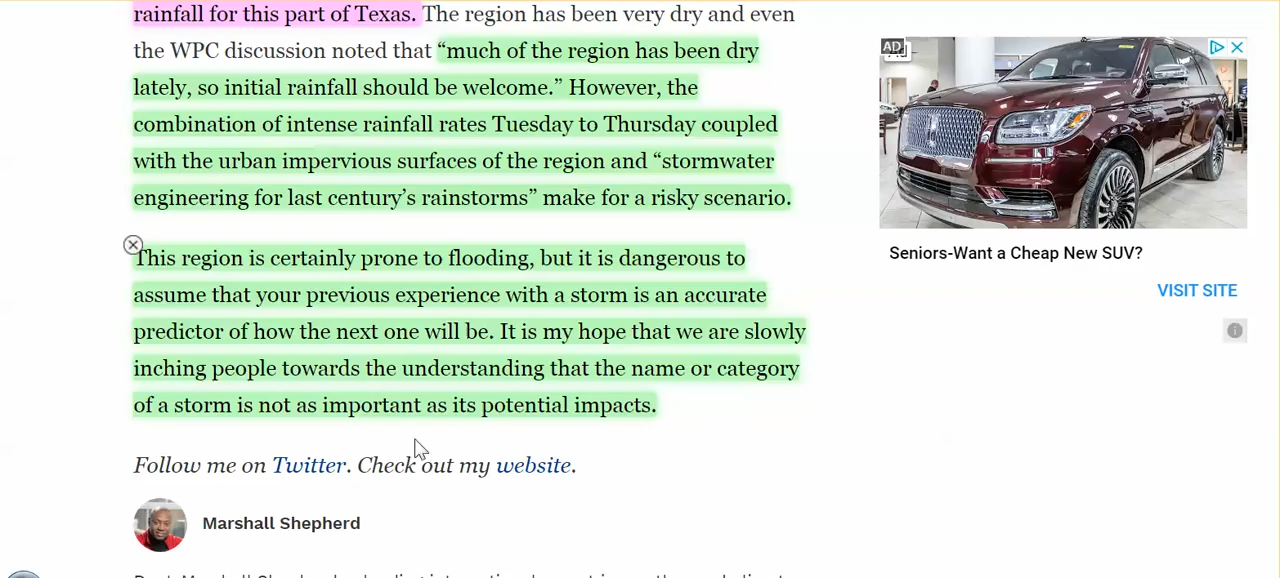 rainfall for this part of Texas. The region has been very dry and even
the WPC discussion noted that “much of the region has been dry
lately, so initial rainfall should be welcome.” However, the
combination of intense rainfall rates Tuesday to Thursday coupled
with the urban impervious surfaces of the region and “stormwater
engineering for last century’s rainstorms” make for a risky scenario.
This region is certainly prone to flooding, but it is dangerous to
assume that your previous experience with a storm is an accurate
predictor of how the next one will be. It is my hope that we are slowly
inching people towards the understanding that the name or category
of a storm is not as important as its potential impacts.
Follow me on Twitter. Check out my website.
Marshall Shepherd
AD
Seniors-Want a Cheap New SUV?
VISIT SITE